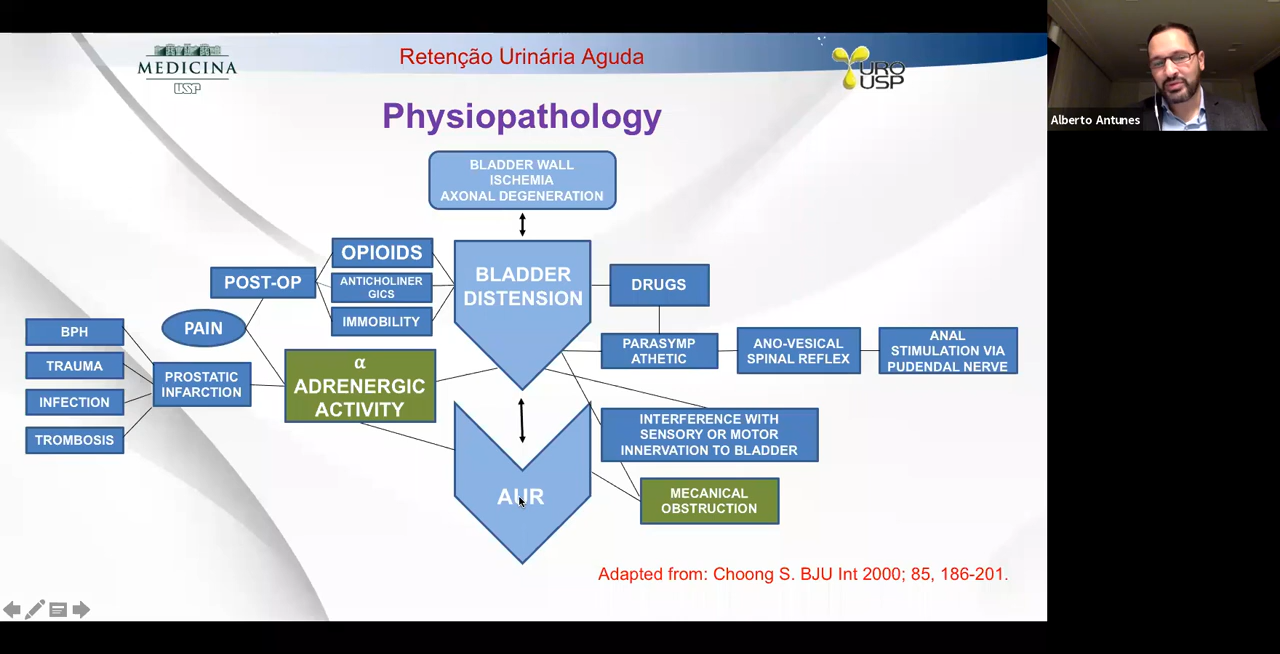 MEDICINA
USP
Retenção Urinária Aguda
URO
USP
Alberto Antunes
Physiopathology
BLADDER WALL
ISCHEMIA
AXONAL DEGENERATION
OPIOIDS
ANTICHOLINER
GICS
IMMOBILITY
POST-OP
PAIN
BLADDER
DISTENSION
DRUGS
PARASYMP
ATHETIC
ANO-VESICAL
SPINAL REFLEX
ANAL
STIMULATION VIA
PUDENDAL NERVE
BPH
TRAUMA
INFECTION
TROMBOSIS
PROSTATIC
INFARCTION
α
ADRENERGIC
ACTIVITY
INTERFERENCE WITH
SENSORY OR MOTOR
INNERVATION TO BLADDER
AUR
MECANICAL
OBSTRUCTION
Adapted from: Choong S. BJU Int 2000; 85, 186-201.